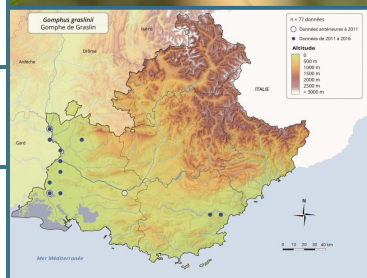 Gomphus graslinii
Gomphe de Graslin
n = 77 données
Données antérieures à 2011
Données de 2011 à 2016
Altitude
0
500 m
1000 m
1500 m
2000 m
2500 m
> 3000 m
Isère
Drôme
Ardèche
ITALIE
Gard
N
Mer Méditerranée
0 10 20 30 40 km